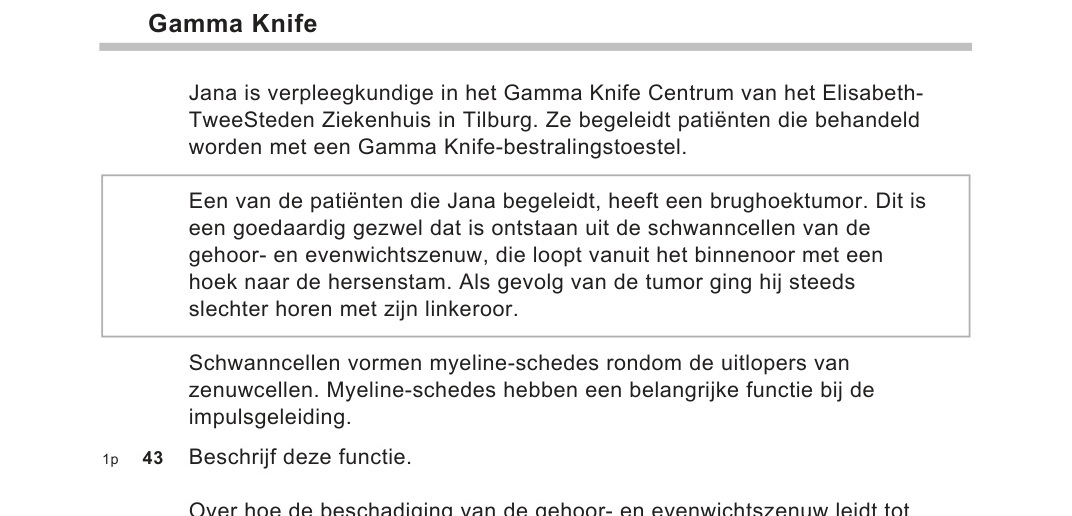 Gamma Knife
Jana is verpleegkundige in het Gamma Knife Centrum van het Elisabeth-
TweeSteden Ziekenhuis in Tilburg. Ze begeleidt patiënten die behandeld
worden met een Gamma Knife-bestralingstoestel.
Een van de patiënten die Jana begeleidt, heeft een brughoektumor. Dit is
een goedaardig gezwel dat is ontstaan uit de schwanncellen van de
gehoor- en evenwichtszenuw, die loopt vanuit het binnenoor met een
hoek naar de hersenstam. Als gevolg van de tumor ging hij steeds
slechter horen met zijn linkeroor.
Schwanncellen vormen myeline-schedes rondom de uitlopers van
zenuwcellen. Myeline-schedes hebben een belangrijke functie bij de
impulsgeleiding.
1p 43 Beschrijf deze functie.
Over hoe de beschadiging van de gehoor- en evenwichtszenuw leidt tot